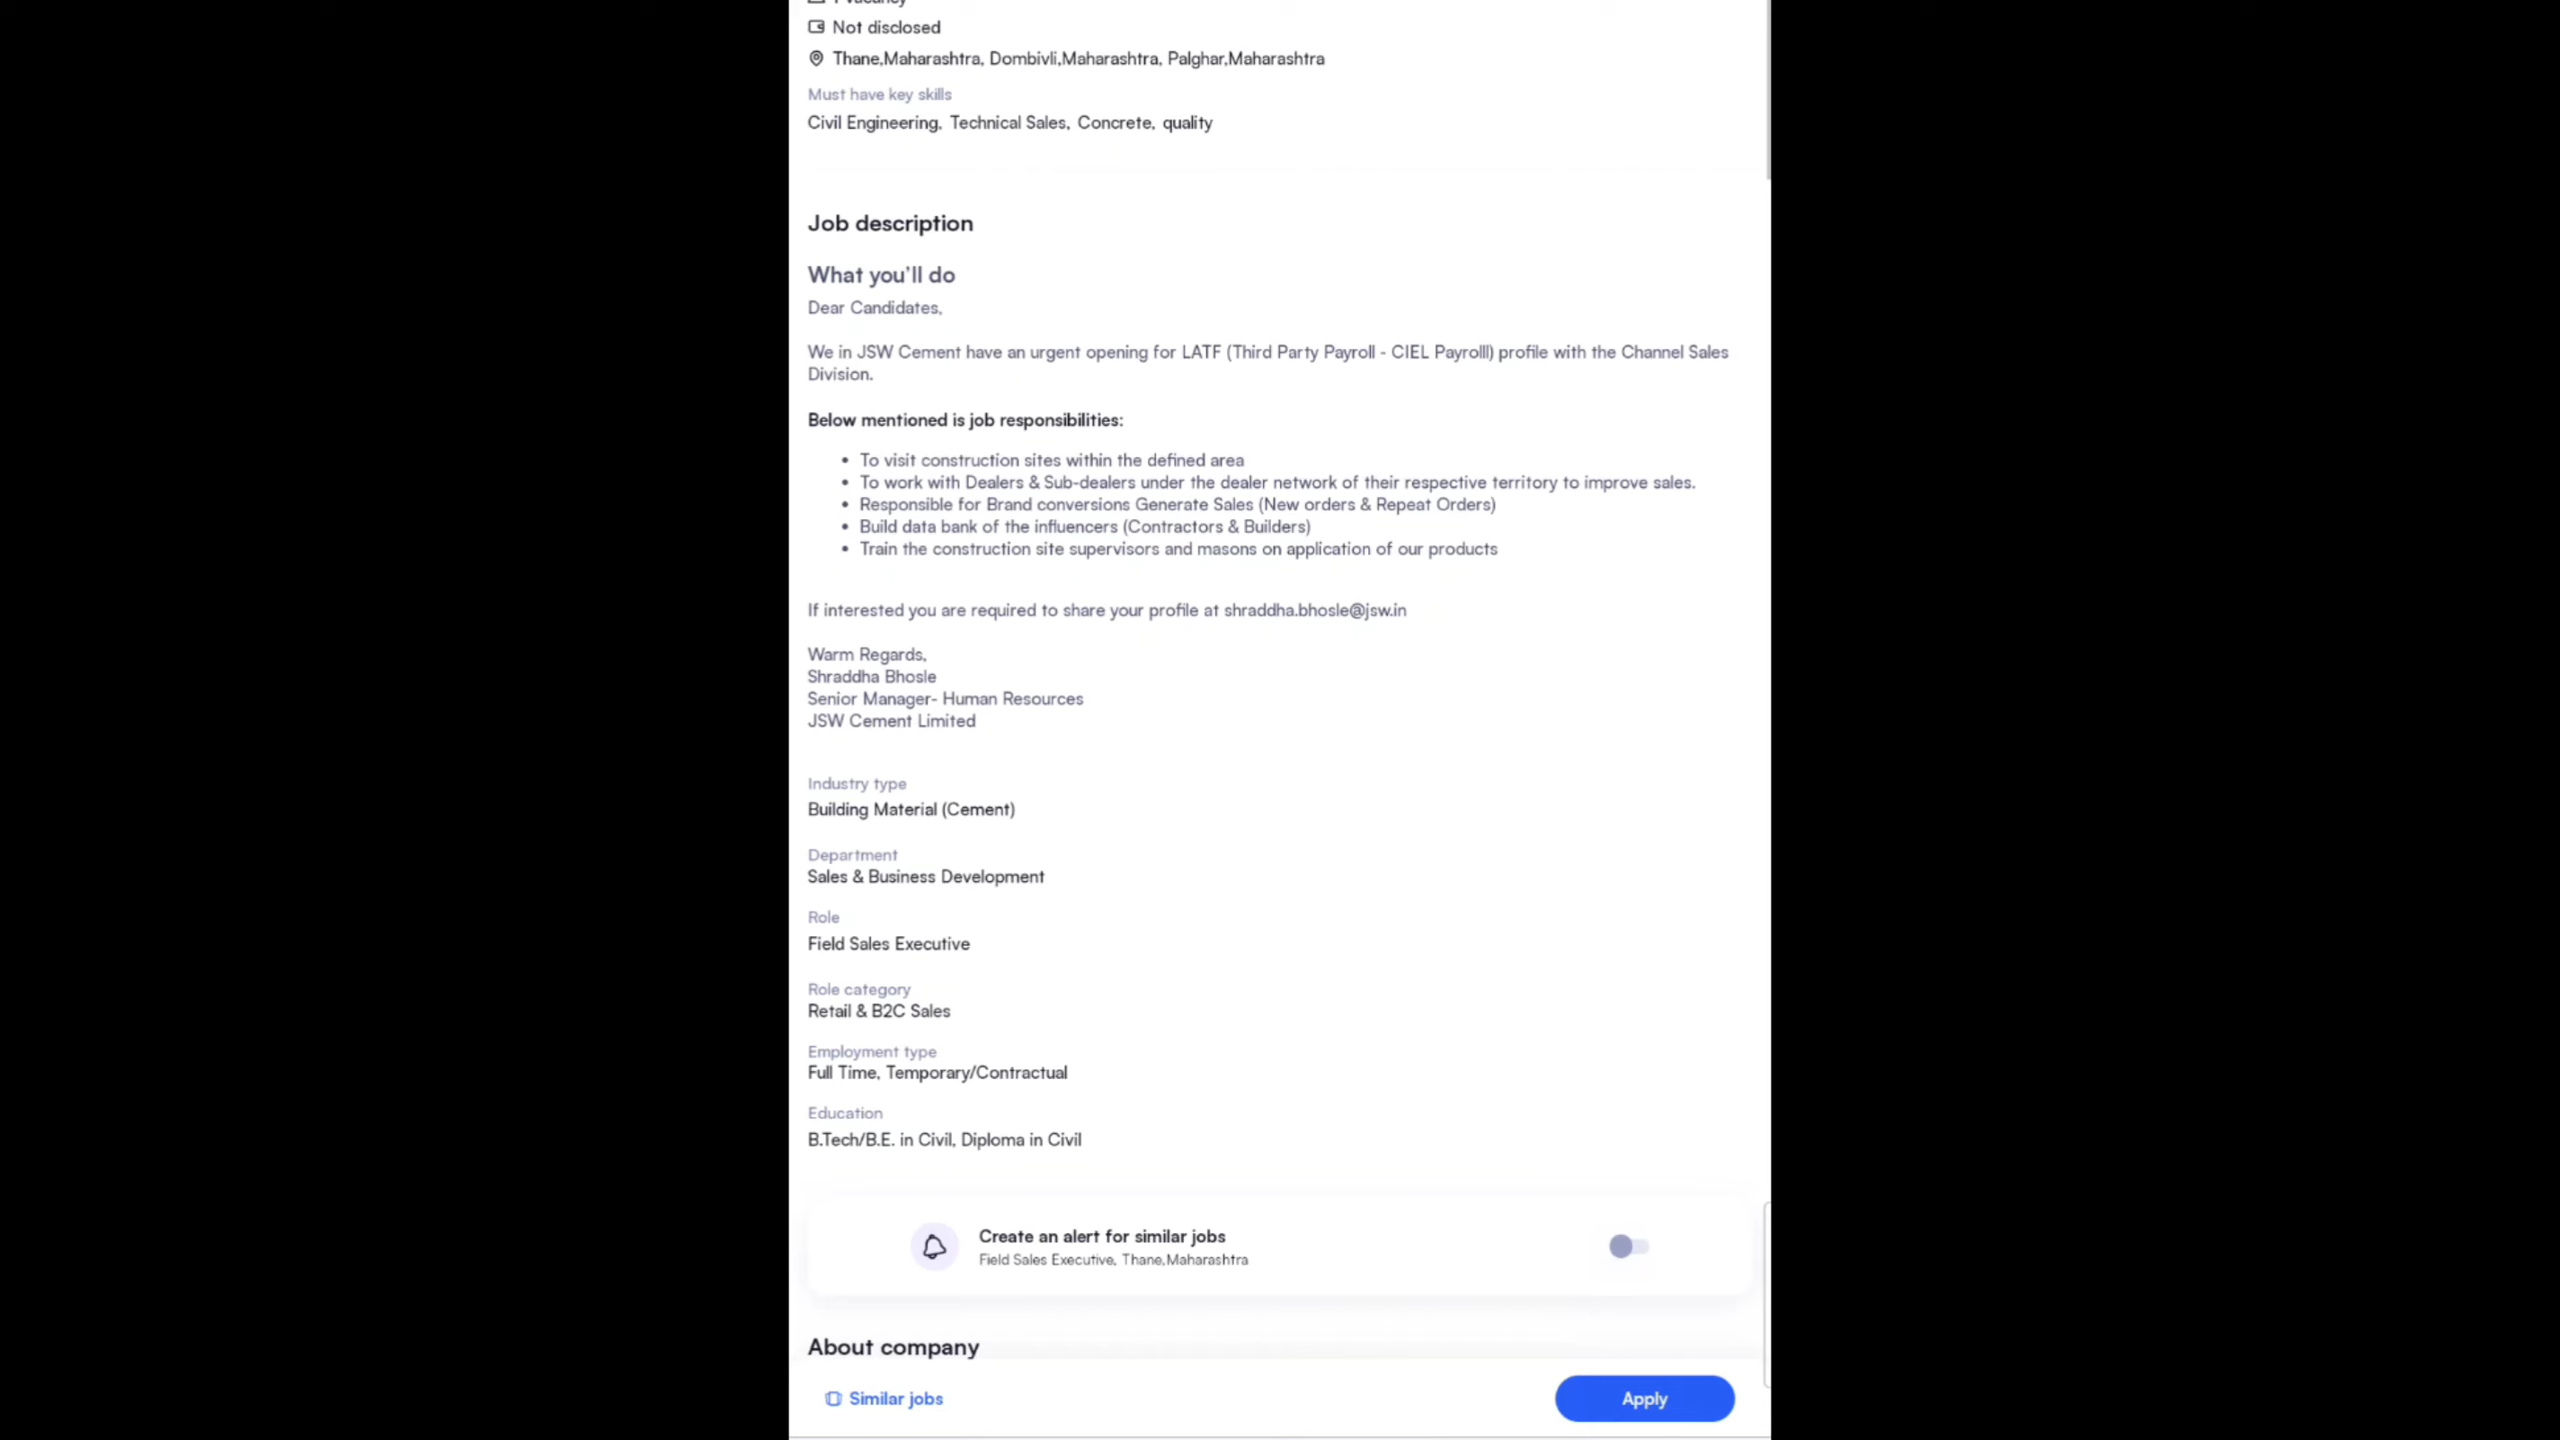 vacancy
Not disclosed
Thane,Maharashtra, Dombivli,Maharashtra, Palghar,Maharashtra
Must have key skills
Civil Engineering, Technical Sales, Concrete, quality
Job description
What you'll do
Dear Candidates,
We in JSW Cement have an urgent opening for LATF (Third Party Payroll - CIEL Payrolll) profile with the Channel Sales
Division.
Below mentioned is job responsibilities:
• To visit construction sites within the defined area
• To work with Dealers & Sub-dealers under the dealer network of their respective territory to improve sales.
• Responsible for Brand conversions Generate Sales (New orders & Repeat Orders)
• Build data bank of the influencers (Contractors & Builders)
• Train the construction site supervisors and masons on application of our products
If interested you are required to share your profile at shraddha.bhosle@jsw.in
Warm Regards,
Shraddha Bhosle
Senior Manager- Human Resources
JSW Cement Limited
Industry type
Building Material (Cement)
Department
Sales & Business Development
Role
Field Sales Executive
Role category
Retail & B2C Sales
Employment type
Full Time, Temporary/Contractual
Education
B.Tech/B.E. in Civil, Diploma in Civil
Create an alert for similar jobs
Field Sales Executive, Thane,Maharashtra
About company
Similar jobs
Apply